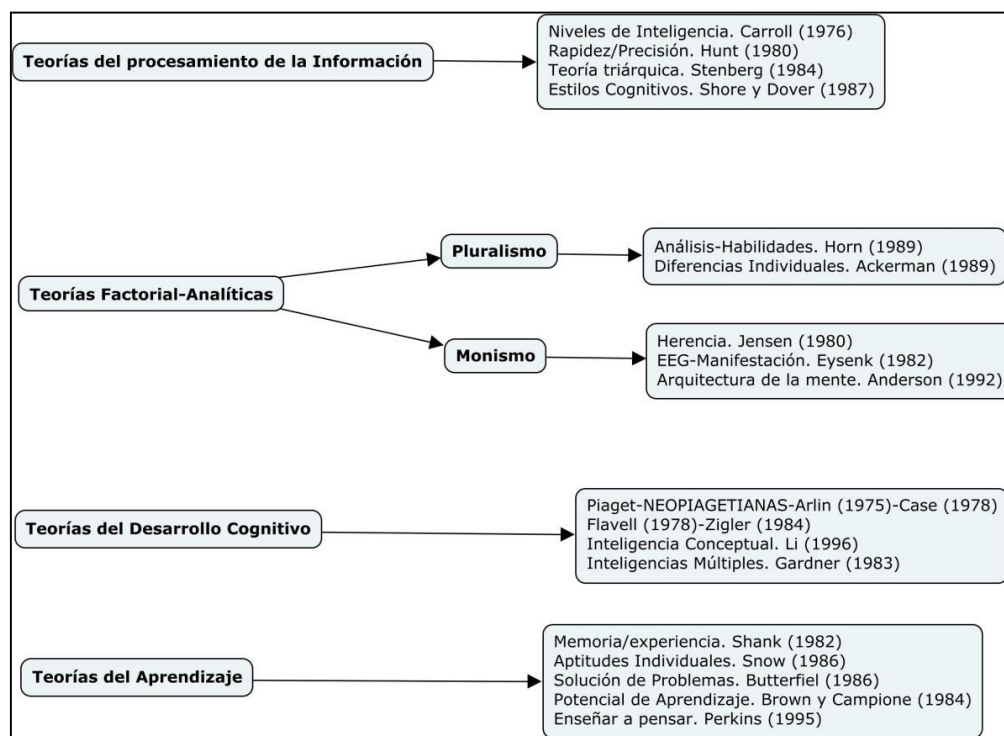 Teorías del procesamiento de la Información
Niveles de Inteligencia. Carroll (1976)
Rapidez/Precisión. Hunt (1980)
Teoría triárquica. Stenberg (1984)
Estilos Cognitivos. Shore y Dover (1987)
Teorías Factorial-Analíticas
Pluralismo
Análisis-Habilidades. Horn (1989)
Diferencias Individuales. Ackerman (1989)
Monismo
Herencia. Jensen (1980)
EEG-Manifestación. Eysenk (1982)
Arquitectura de la mente. Anderson (1992)
Teorías del Desarrollo Cognitivo
Piaget-NEOPIAGETIANAS-Arlin (1975)-Case (1978)
Flavell (1978)-Zigler (1984)
Inteligencia Conceptual. Li (1996)
Inteligencias Múltiples. Gardner (1983)
Teorías del Aprendizaje
Memoria/experiencia. Shank (1982)
Aptitudes Individuales. Snow (1986)
Solución de Problemas. Butterfiel (1986)
Potencial de Aprendizaje. Brown y Campione (1984)
Enseñar a pensar. Perkins (1995)